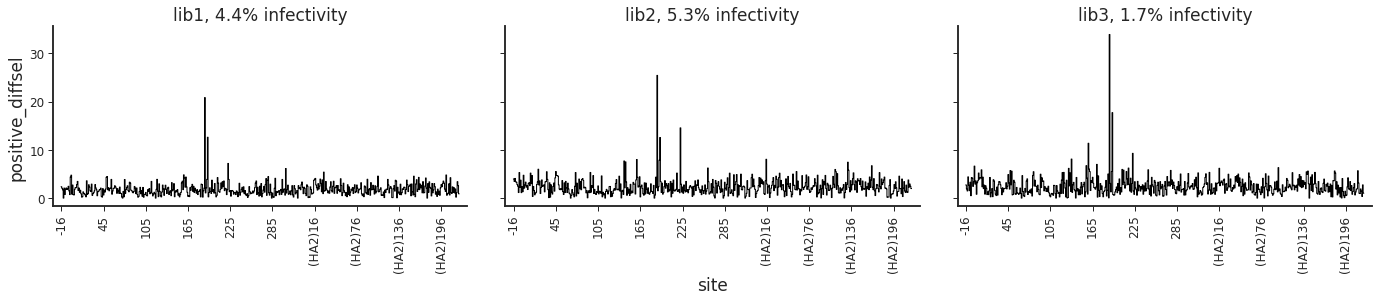 lib1, 4.4% infectivity
lib2, 5.3% infectivity
lib3, 1.7% infectivity
positive_diffsel
30
20
10
0
-16
45
105
165
225
285
(HA2)16
(HA2)76
(HA2)136
(HA2)196
-16
45
105
165
225
285
(HA2)16
(HA2)76
(HA2)136
(HA2)196
-16
45
105
165
225
285
(HA2)16
(HA2)76
(HA2)136
(HA2)196
site